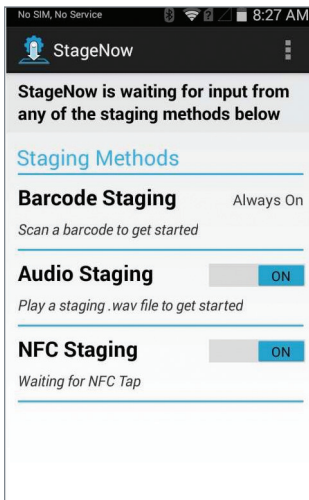 No SIM, No Service
8:27 AM
StageNow
StageNow is waiting for input from
any of the staging methods below
Staging Methods
Barcode Staging
Always On
Scan a barcode to get started
Audio Staging
ON
Play a staging .wav file to get started
NFC Staging
ON
Waiting for NFC Tap